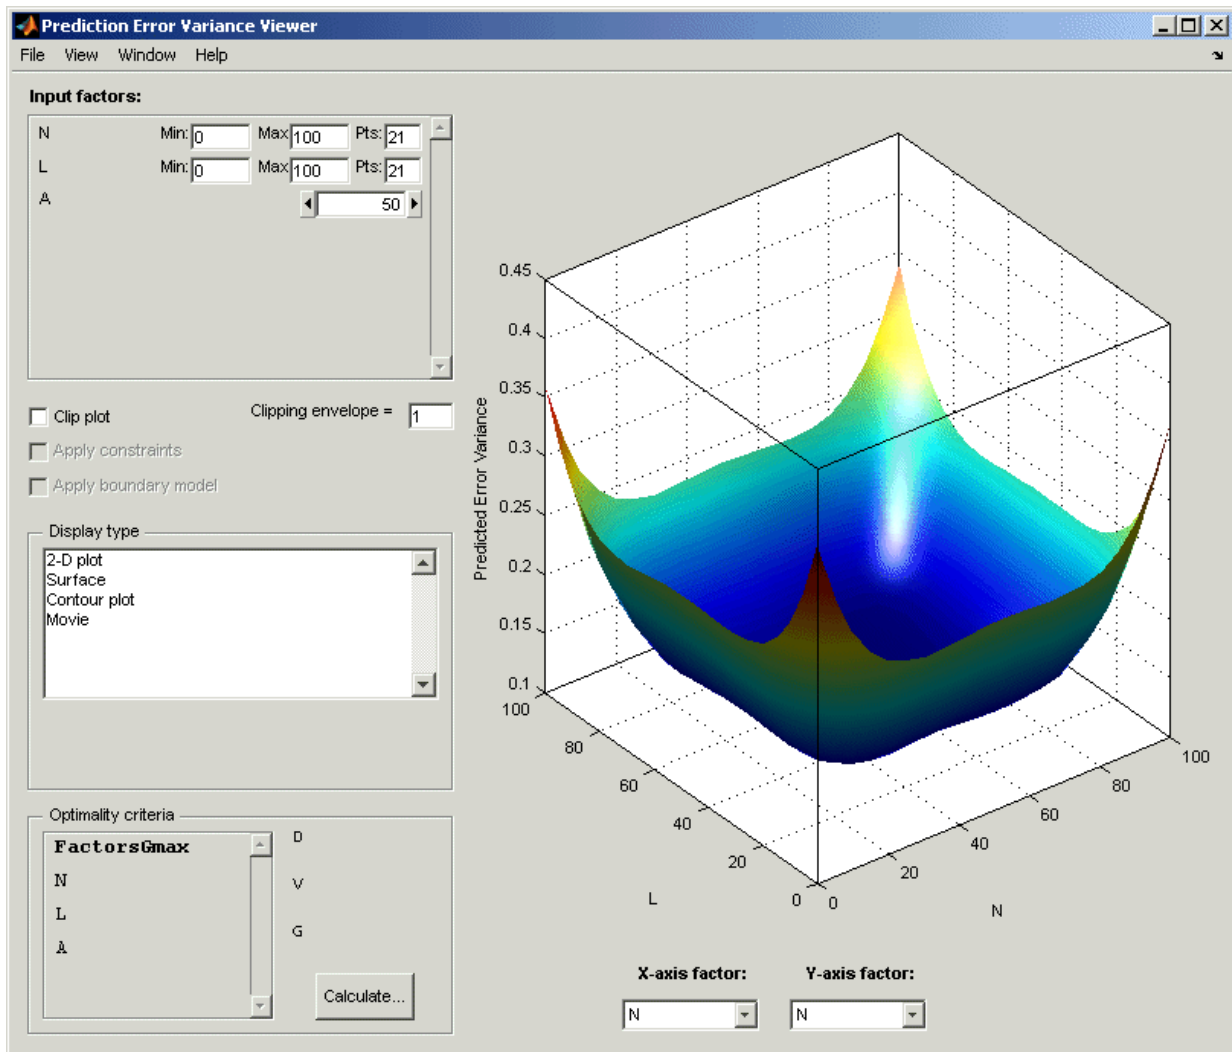 Prediction Error Variance Viewer
File View Window Help
Input factors:
N Min: 0 Max 100 Pts: 21
L Min: 0 Max 100 Pts: 21
A 50
Clip plot Clipping envelope = 1
Apply constraints
Apply boundary model
Display type
2-D plot
Surface
Contour plot
Movie
Optimality criteria
FactorsGmax
N
L
A
D
V
G
Calculate...
Predicted Error Variance
0.45
0.4
0.35
0.3
0.25
0.2
0.15
0.1
100
80
60
40
20
0
L
0
20
40
60
80
100
N
X-axis factor: Y-axis factor:
N N